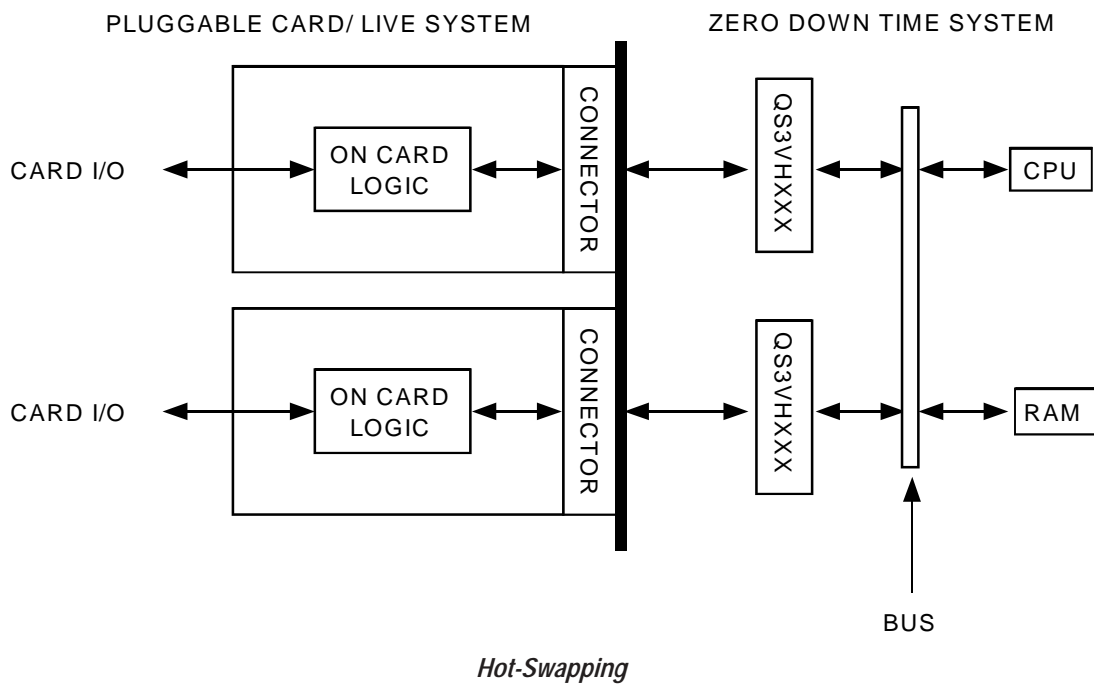 PLUGGABLE CARD/ LIVE SYSTEM
ZERO DOWN TIME SYSTEM
CARD I/O
ON CARD
LOGIC
CONNECTOR
QS3VHXXX
CPU
CARD I/O
ON CARD
LOGIC
CONNECTOR
QS3VHXXX
RAM
BUS
Hot-Swapping